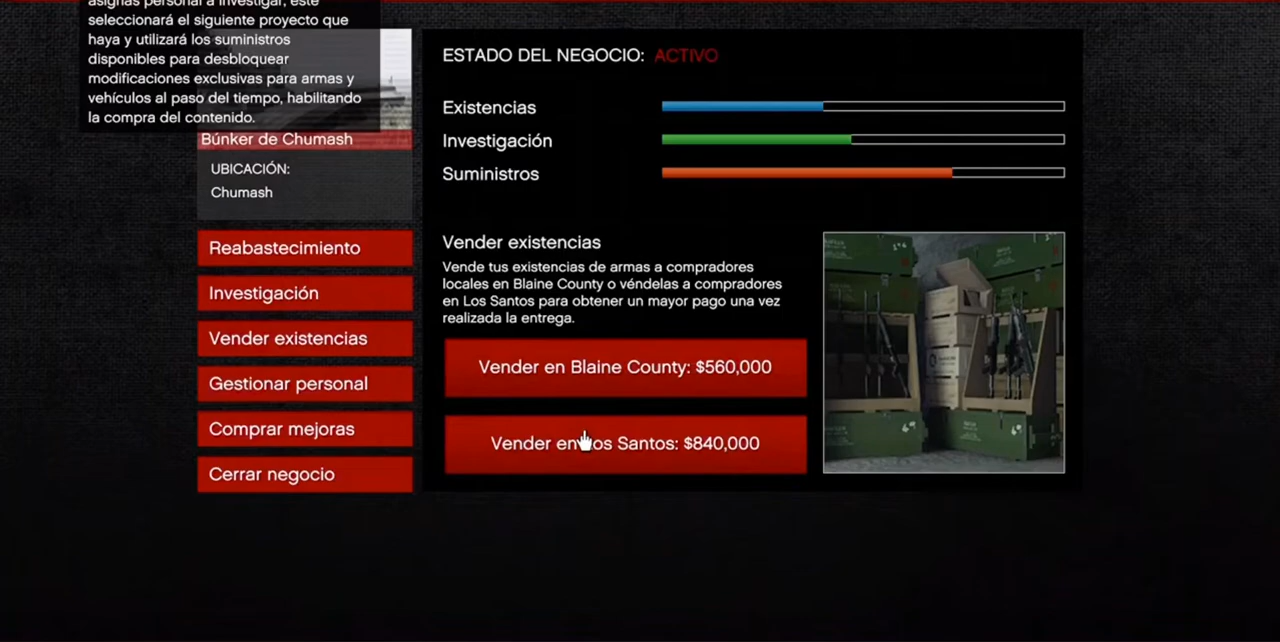 asignas personal a investigar, este
seleccionará el siguiente proyecto que
haya y utilizará los suministros
disponibles para desbloquear
modificaciones exclusivas para armas y
vehículos al paso del tiempo, habilitando
la compra del contenido.
Búnker de Chumash
UBICACIÓN:
Chumash
Reabastecimiento
Investigación
Vender existencias
Gestionar personal
Comprar mejoras
Cerrar negocio
ESTADO DEL NEGOCIO: ACTIVO
Existencias
Investigación
Suministros
Vender existencias
Vende tus existencias de armas a compradores
locales en Blaine County o véndelas a compradores
en Los Santos para obtener un mayor pago una vez
realizada la entrega.
Vender en Blaine County: $560,000
Vender en Los Santos: $840,000